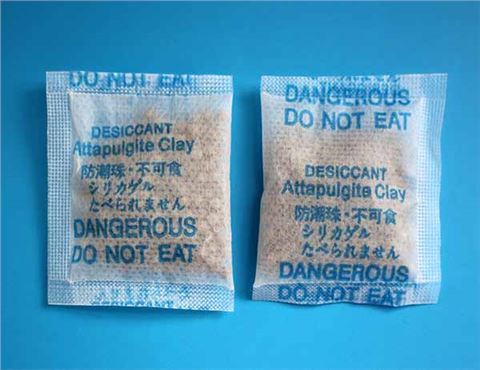 DO NOT EAT
DESICCANT
Attapulgite Clay
防潮珠·不可食
シリカゲル
たべられません
DANGEROUS
DO NOT EAT
DANGEROUS
DO NOT EAT
DESICCANT
Attapulgite Clay
防潮珠·不可食
シリカゲル
たべられません
DANGEROUS
DO NOT EAT